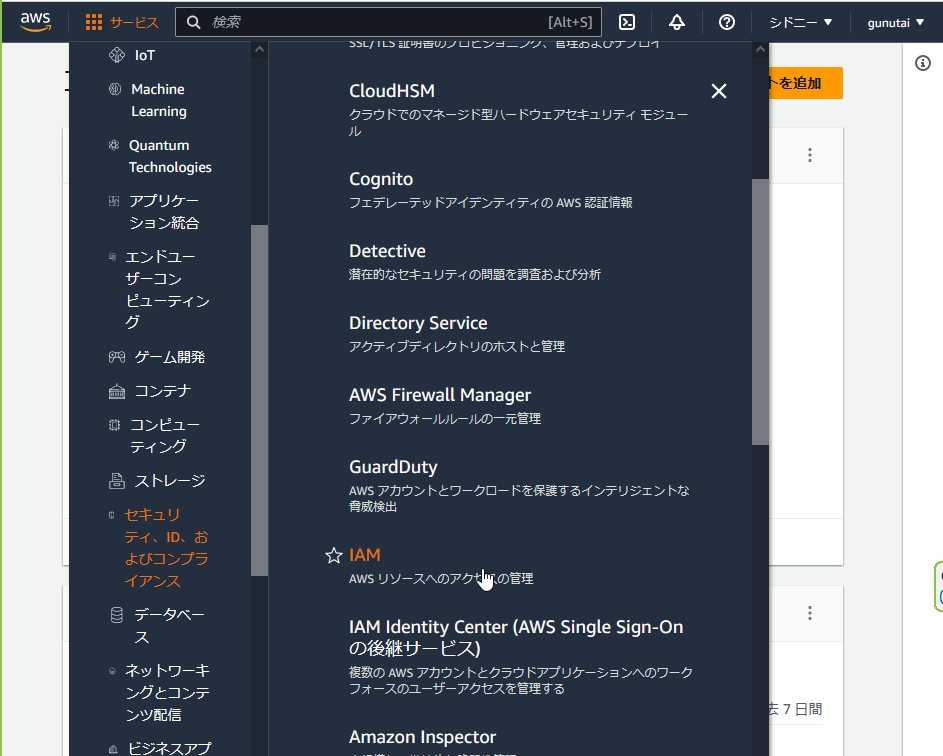 aws
サービス
検索
[Alt+S]
シドニー
gunutai
IoT
Machine
Learning
Quantum
Technologies
アプリケー
ション統合
エンドユー
ザーコン
ピューティン
グ
ゲーム開発
コンテナ
コンピュー
ティング
ストレージ
セキュリ
ティ、ID、お
よびコンプラ
イアンス
データベー
ス
ネットワーキ
ングとコンテ
ンツ配信
ビジネスアプ
SSL/TLS 証明書のプロビジョニング、管理およびデプロイ
CloudHSM
クラウドでのマネージド型ハードウェアセキュリティ モジュー
ル
Cognito
フェデレーテッドアイデンティティの AWS 認証情報
Detective
潜在的なセキュリティの問題を調査および分析
Directory Service
アクティブディレクトリのホストと管理
AWS Firewall Manager
ファイアウォールルールの一元管理
GuardDuty
AWS アカウントとワークロードを保護するインテリジェントな
脅威検出
IAM
AWS リソースへのアクセスの管理
IAM Identity Center (AWS Single Sign-On
の後継サービス)
複数の AWS アカウントとクラウドアプリケーションへのワーク
フォースのユーザーアクセスを管理する
Amazon Inspector
トを追加
去 7 日間